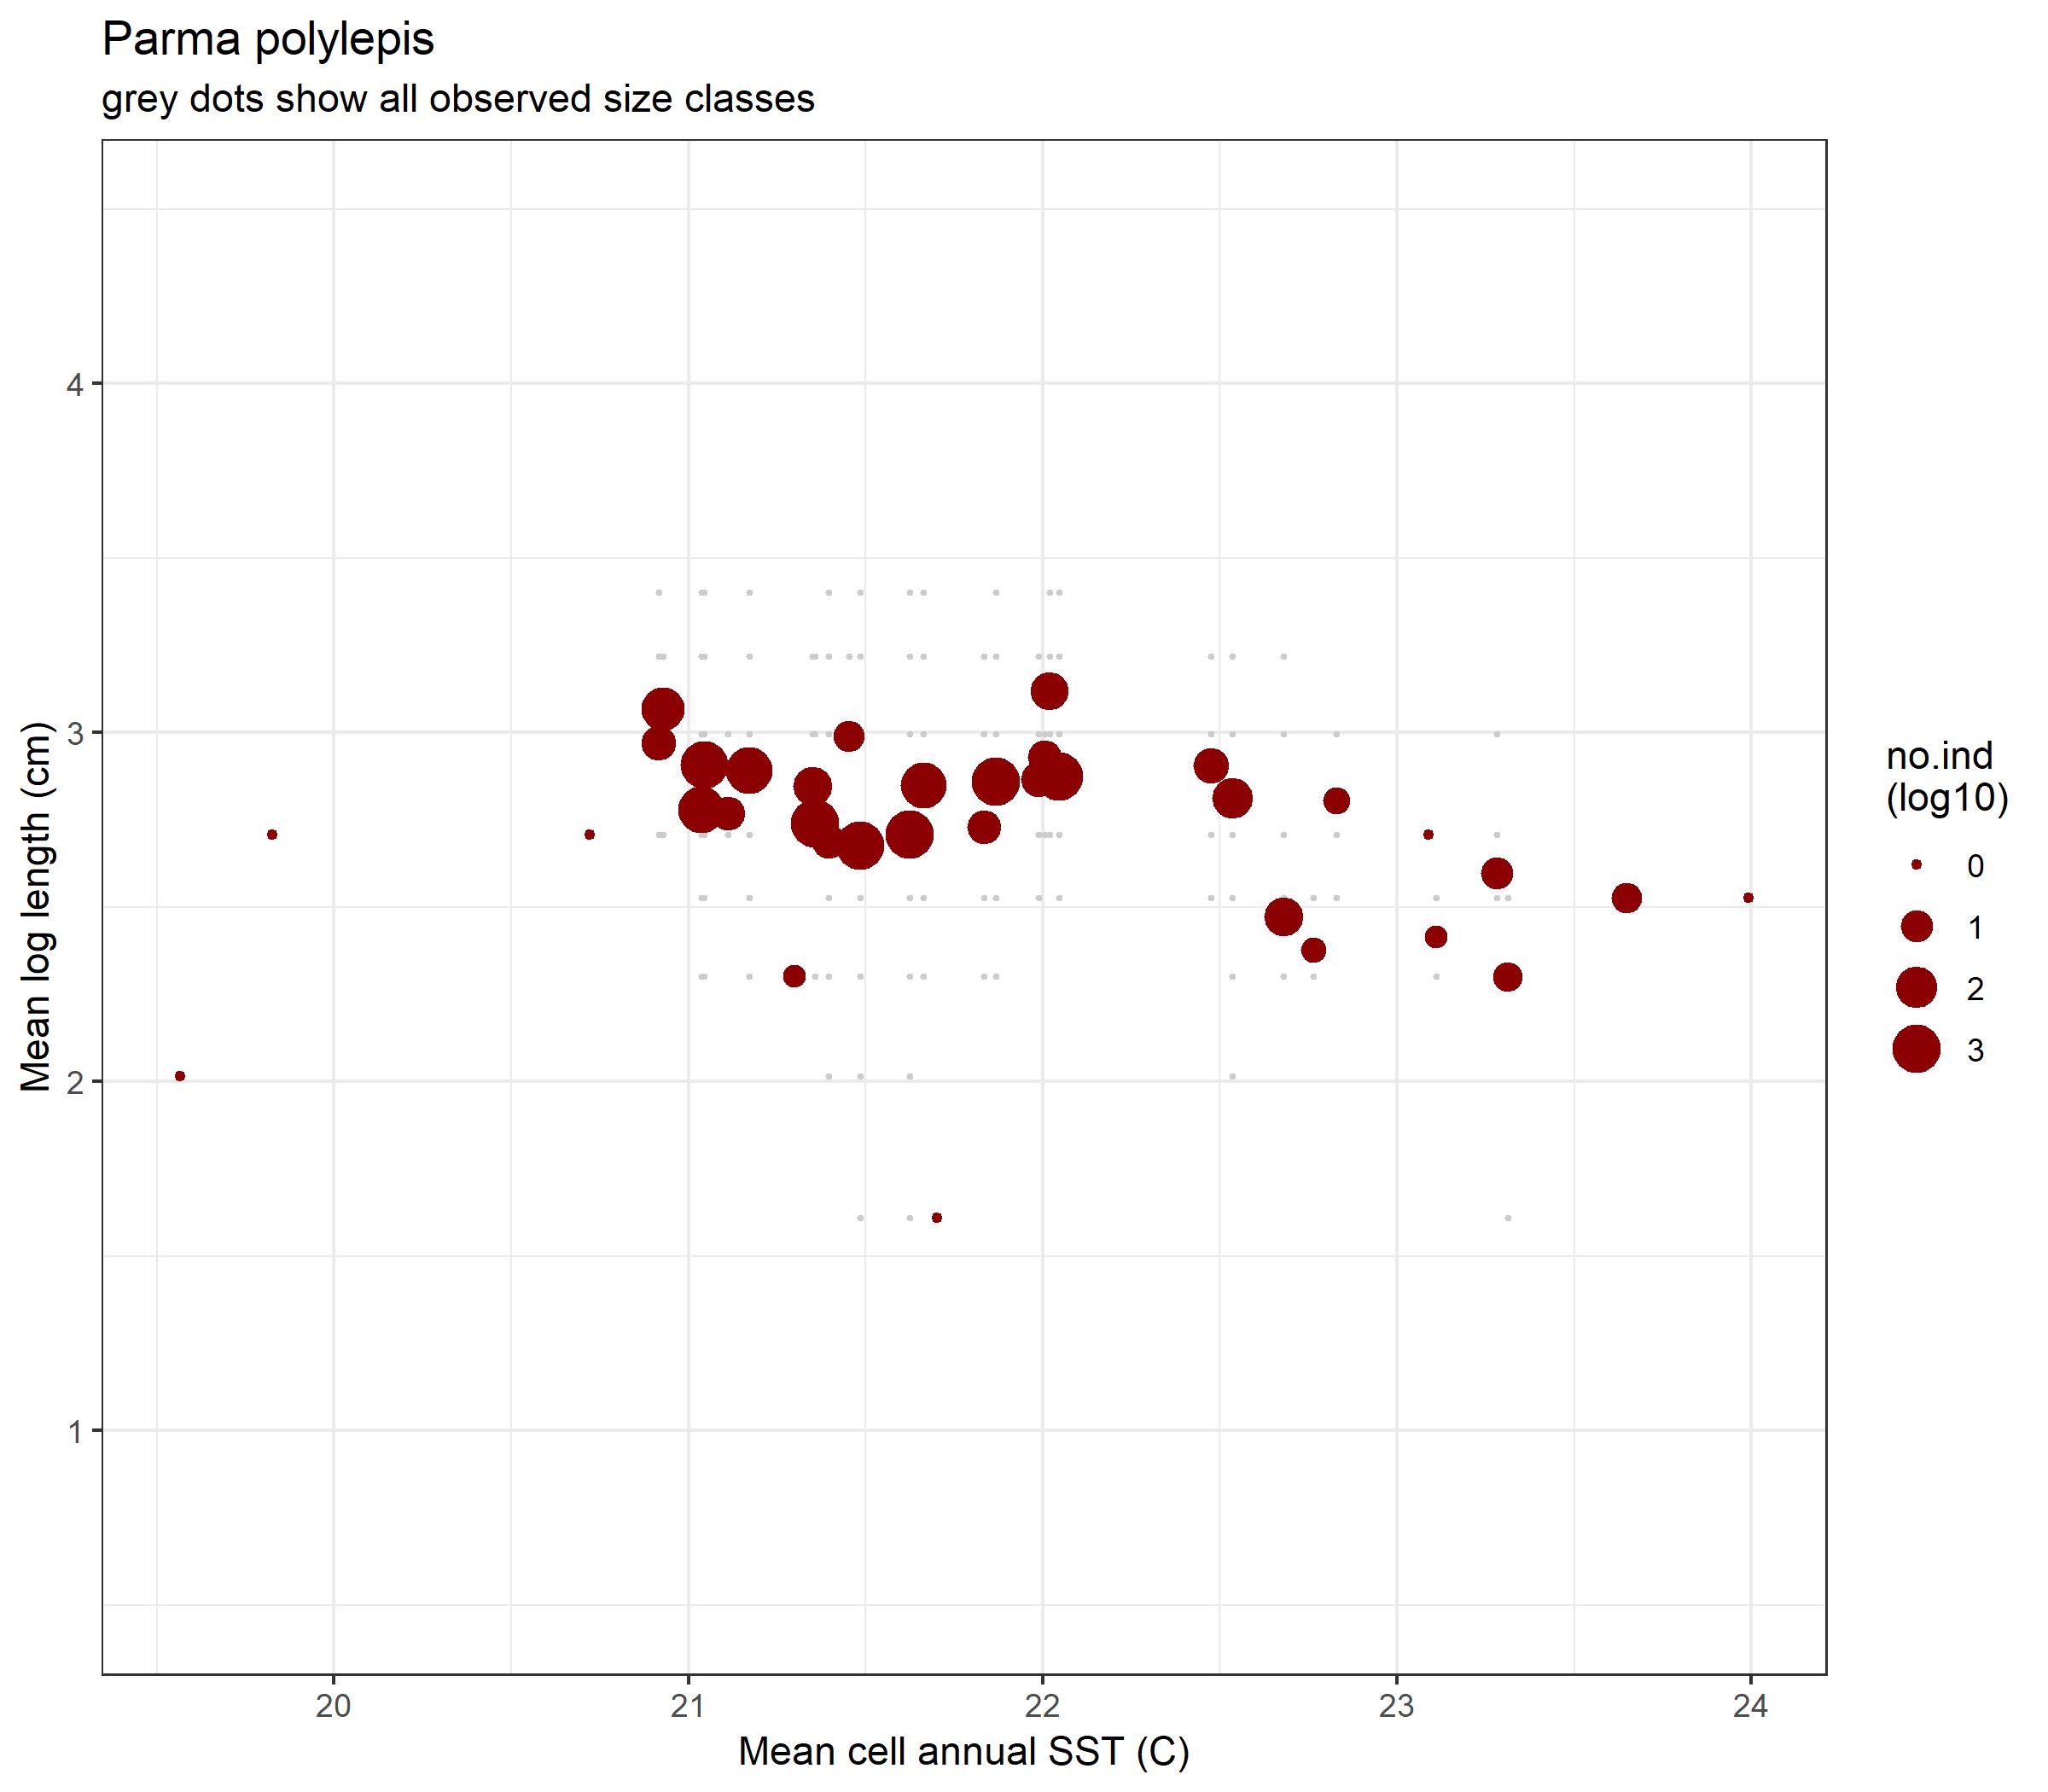 Parma polylepis
grey dots show all observed size classes
4
3
2
1
Mean log length (cm)
20 21 22 23 24
Mean cell annual SST (C)
no.ind
(log10)
0
1
2
3